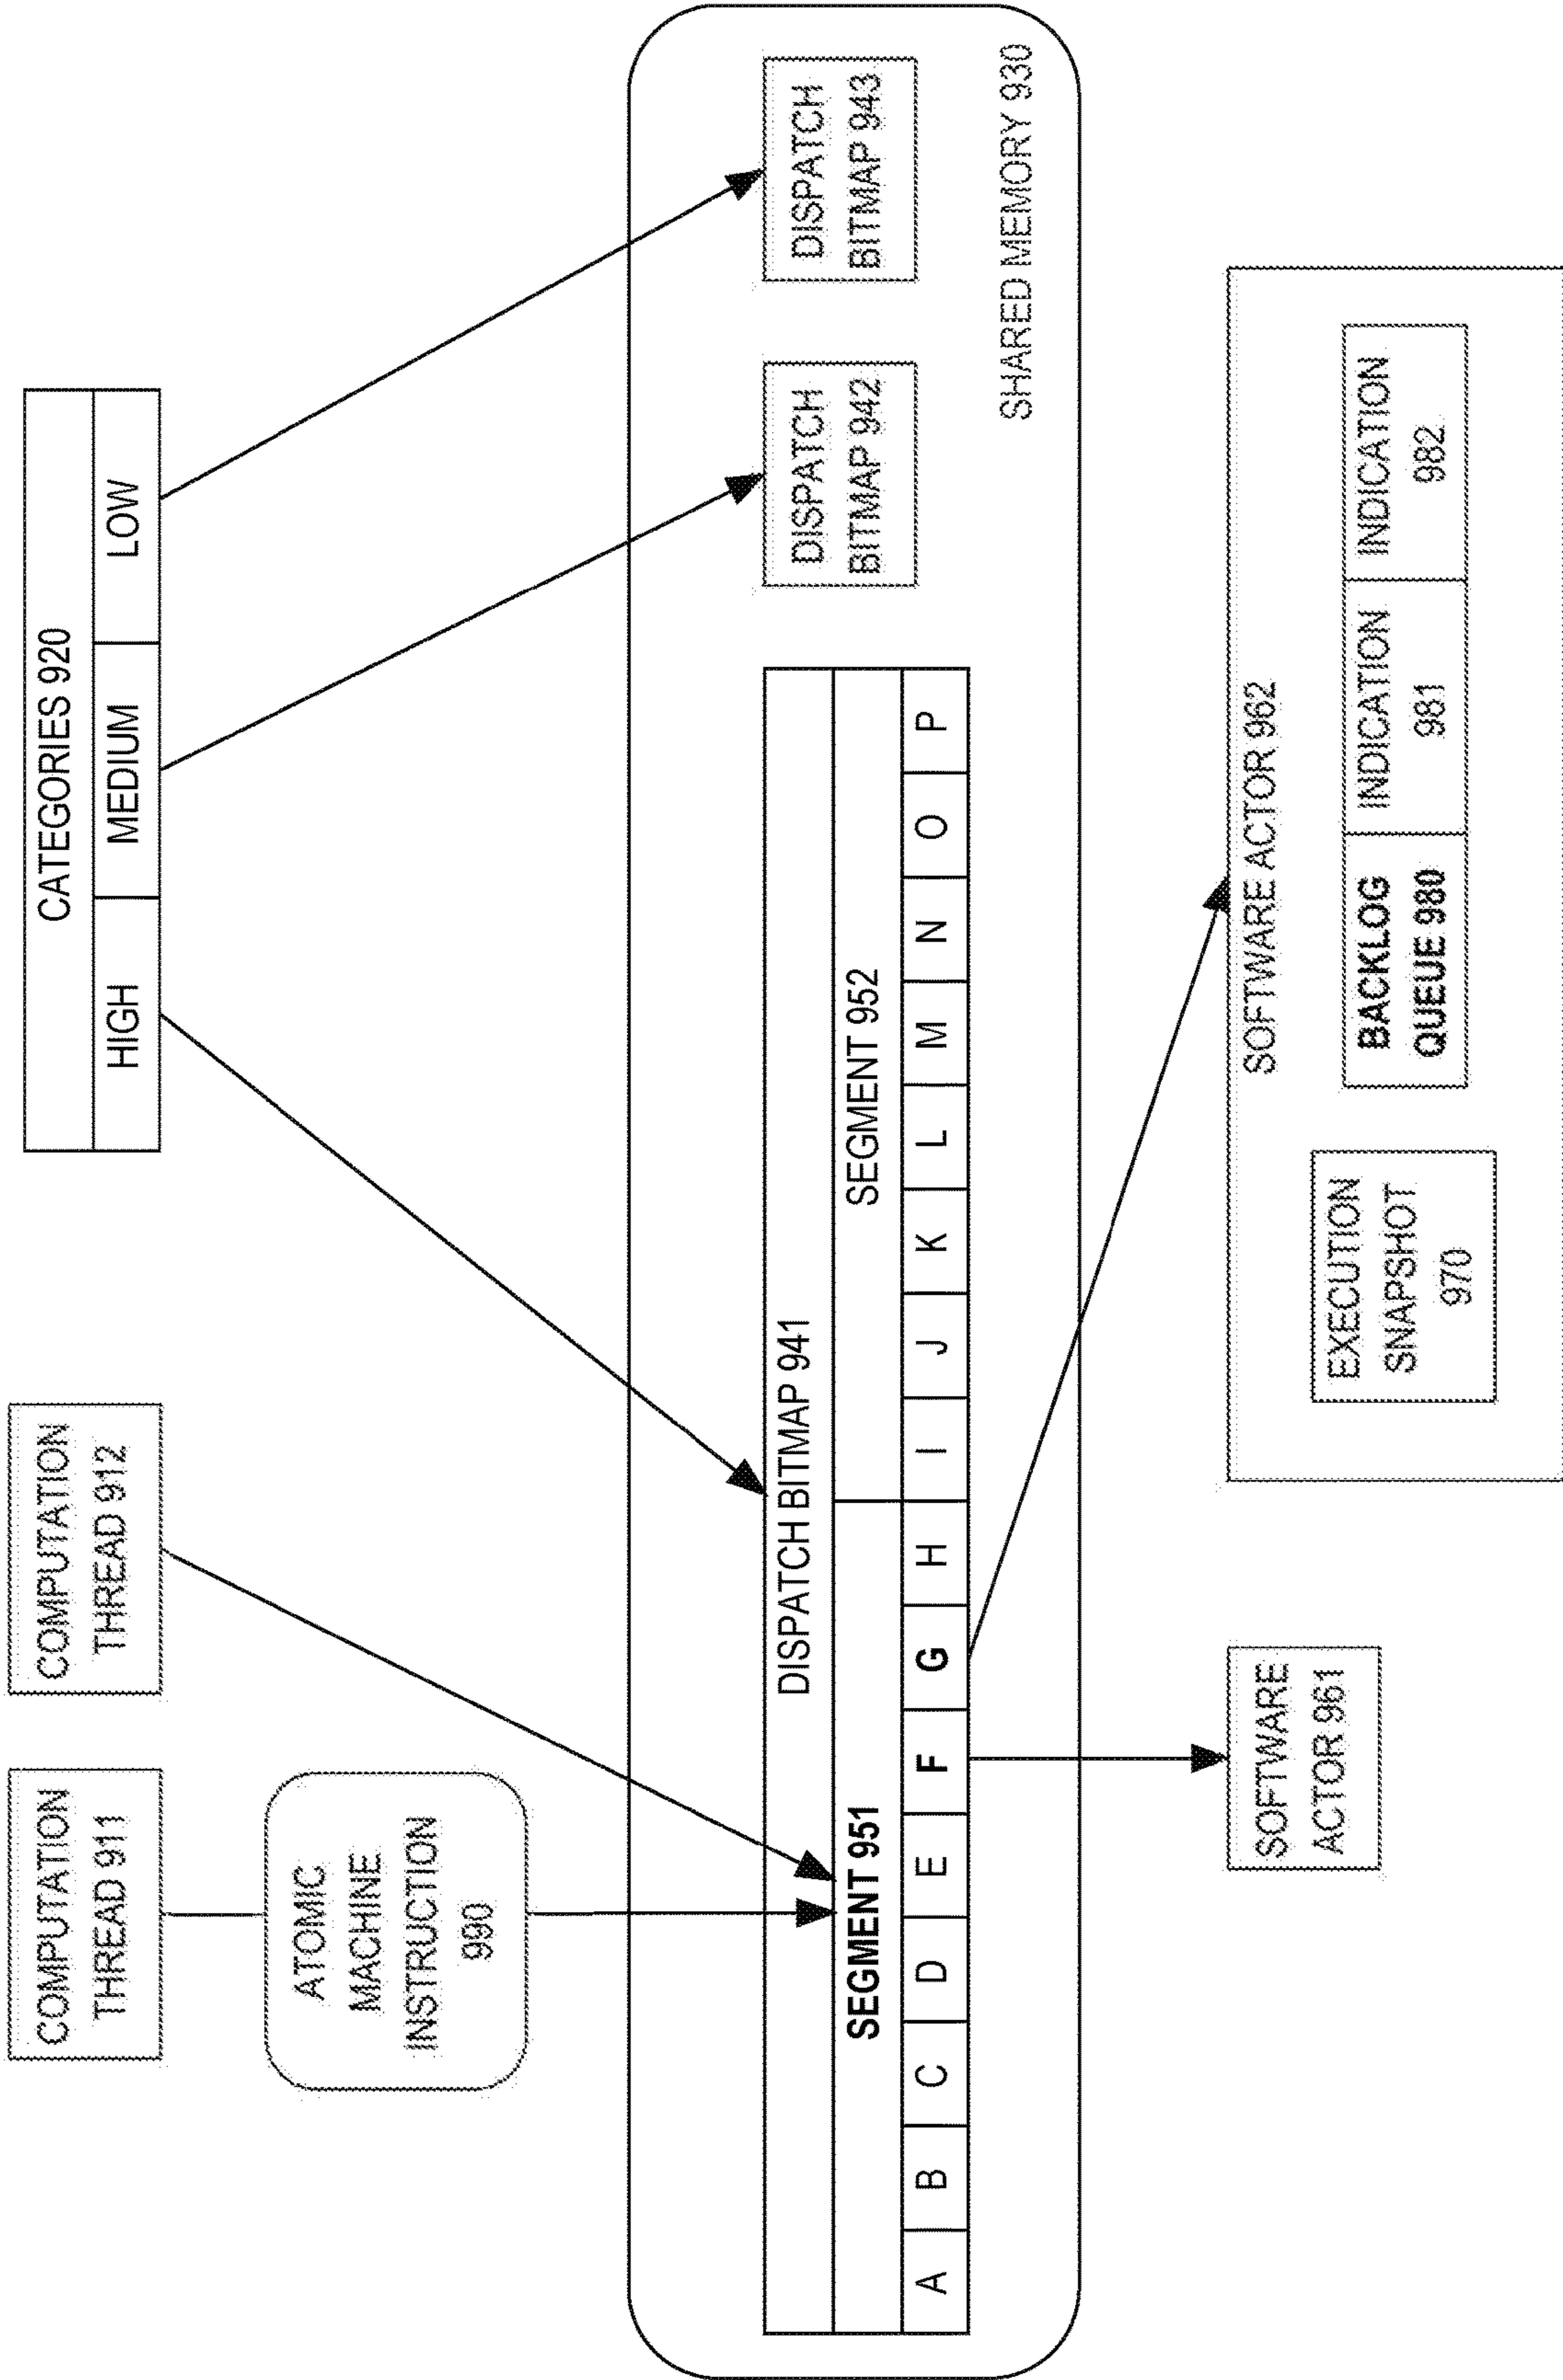 COMPUTATION
THREAD 911
COMPUTATION
THREAD 912
CATEGORIES 920
HIGH
MEDIUM
LOW
ATOMIC
MACHINE
INSTRUCTION
990
DISPATCH BITMAP 941
SEGMENT 951
SEGMENT 952
A B C D E F G H I J K L M N O P
DISPATCH
BITMAP 942
DISPATCH
BITMAP 943
SHARED MEMORY 930
SOFTWARE
ACTOR 961
SOFTWARE ACTOR 962
EXECUTION
SNAPSHOT
970
BACKLOG
QUEUE 980
INDICATION
981
INDICATION
982